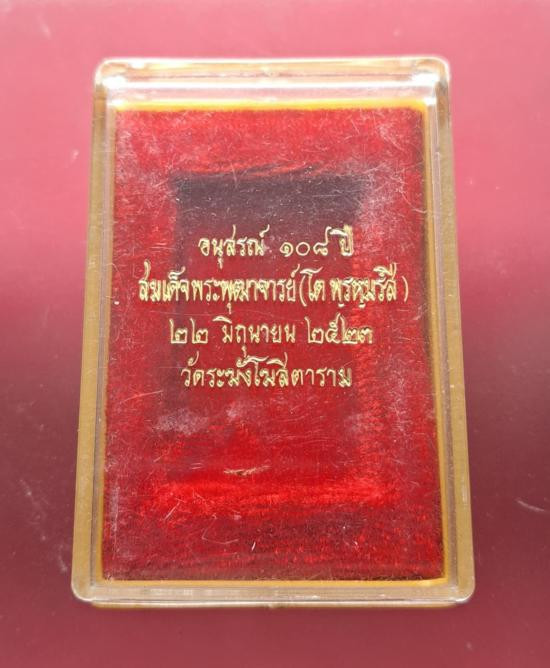 อนุสรณ์ ๑๐๘ ปี
สมเด็จพระพุฒาจารย์ (โต พฺรหฺมรํสี)
๒๒ มิถุนายน ๒๕๒๓
วัดระฆังโฆสิตาราม